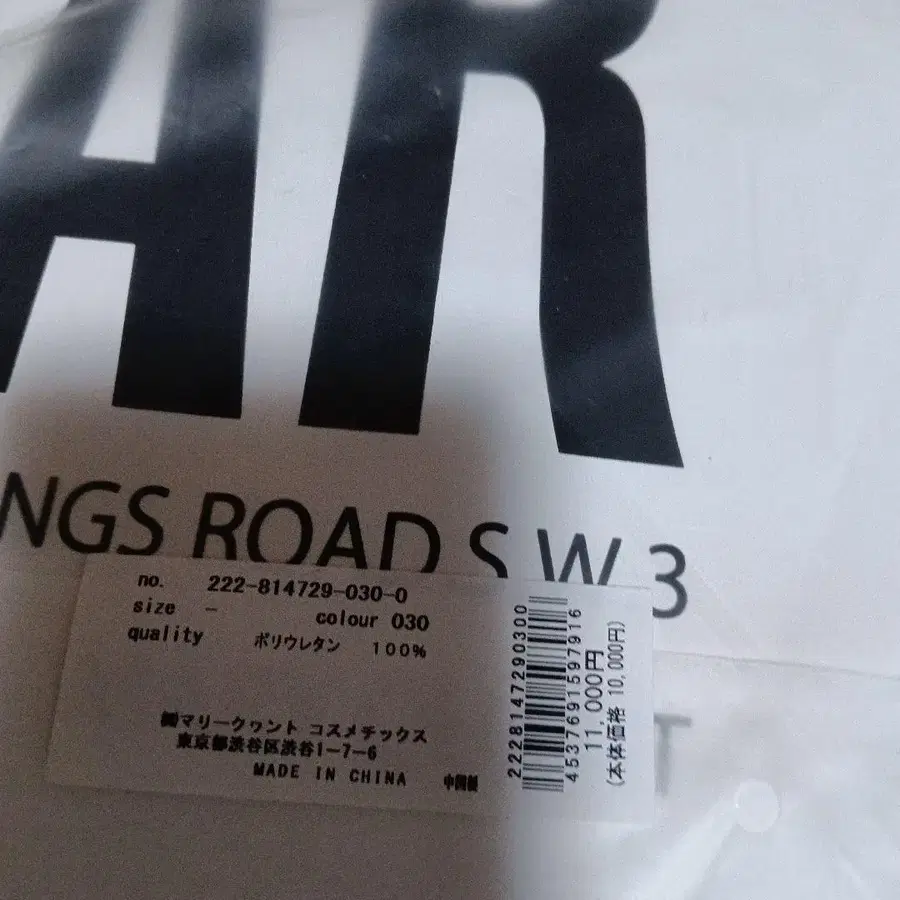 AR
NGS ROAD S.W.3
no. 222-814729-030-0
size -
colour 030
quality ポリウレタン 100%
㈱マリークヮント コスメチックス
東京都渋谷区渋谷1-7-6
MADE IN CHINA 中国製
2228147290300
4537691597916
11,000円
(本体価格 10,000円)
T